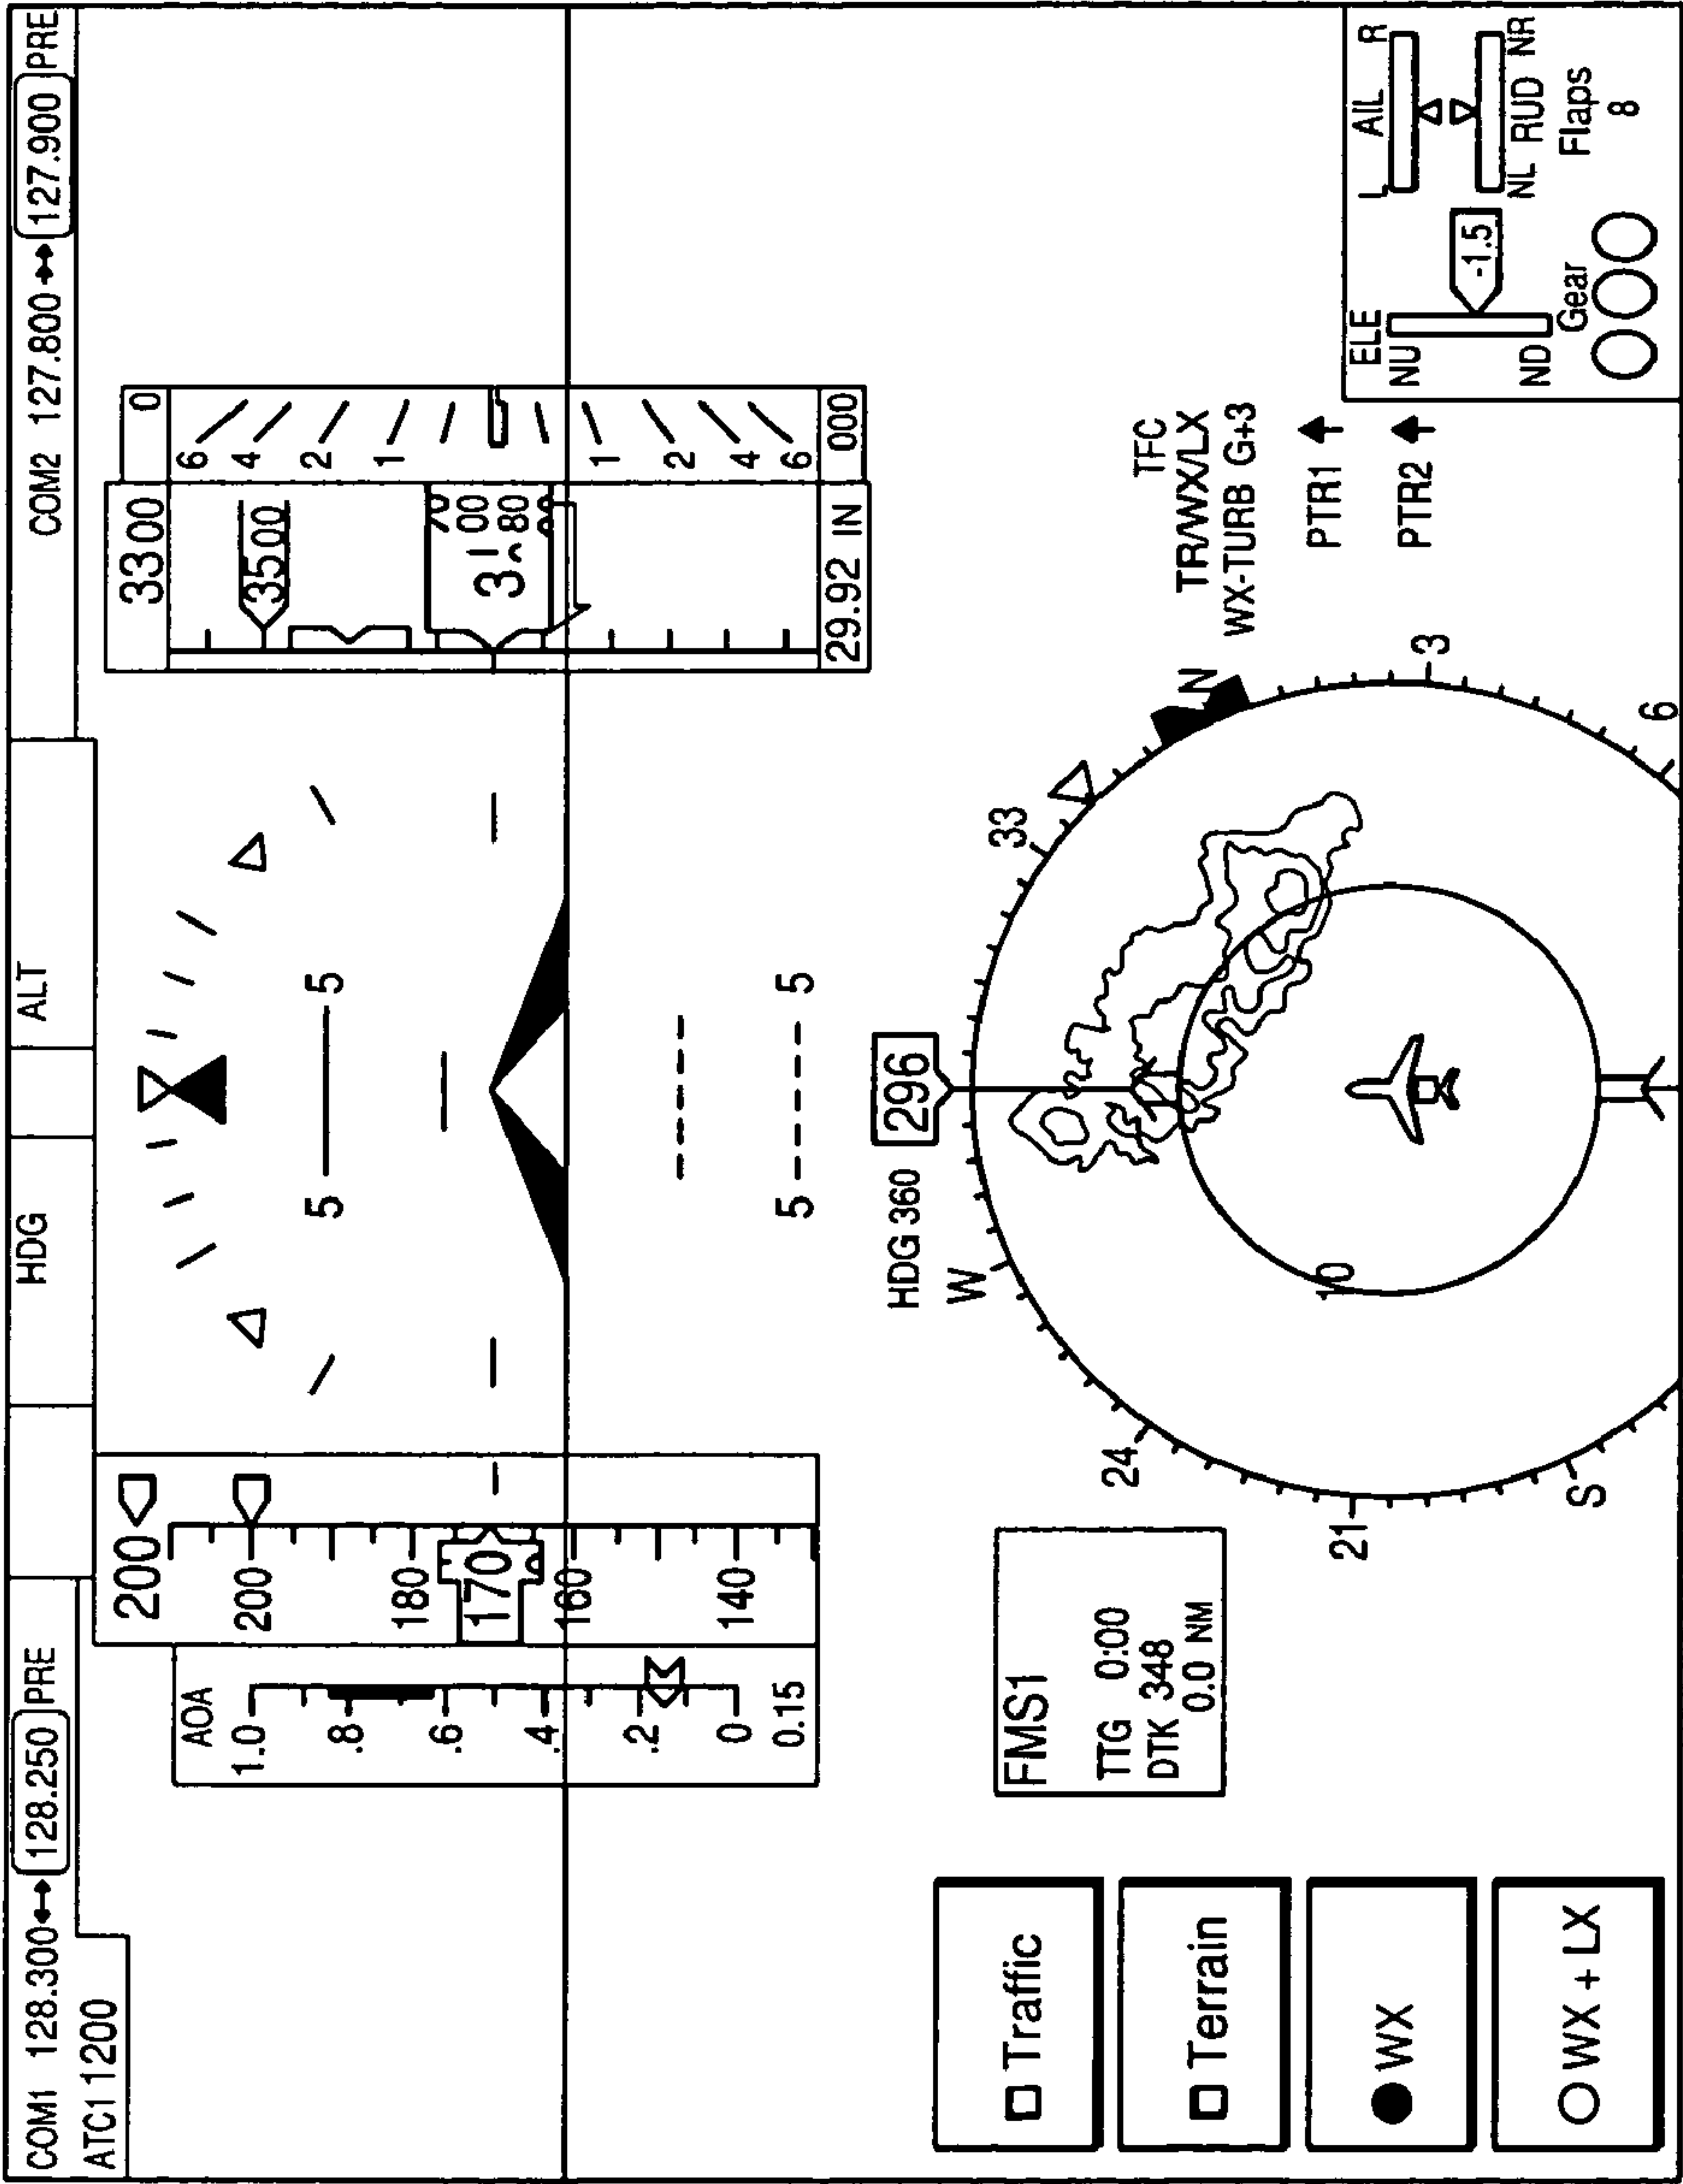 COM1 128.300 128.250 PRE
HDG
ALT
COM2 127.800 127.900 PRE
ATC1 1200
200
200
180
170
160
140
AOA
1.0
.8
.6
.4
.2
0
0.15
5 5
5 5
3300
0
3500
6
4
2
1
1
2
4
6
3
00
80
29.92 IN
000
HDG 360
296
FMS1
TTG 0:00
DTK 348
0.0 NM
21
24
W
33
N
3
6
S
10
TFC
TR/WX/LX
WX-TURB G+3
PTR1
PTR2
Traffic
Terrain
WX
WX + LX
ELE
NU
ND
-1.5
L AIL R
NL RUD NR
Gear
Flaps
8